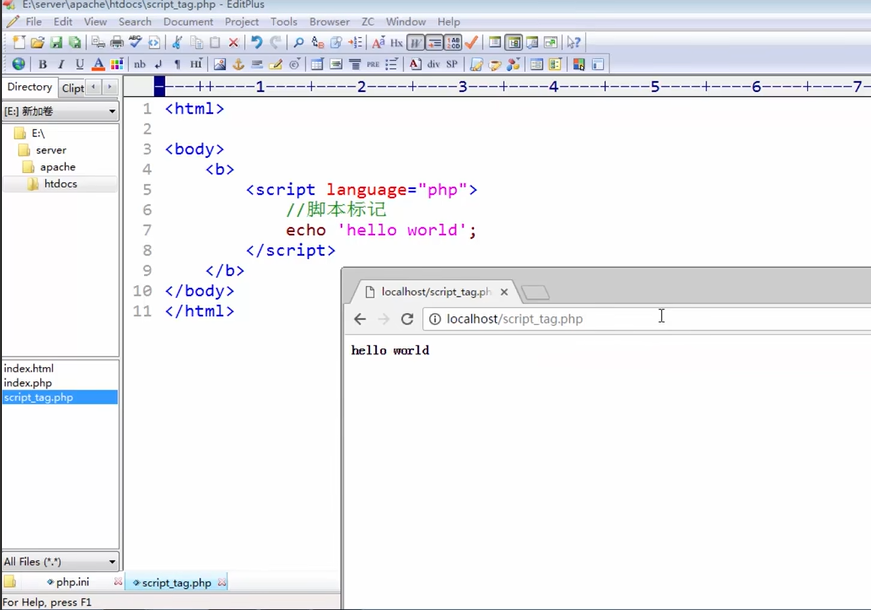 E:\server\apache\htdocs\script_tag.php - EditPlus
File Edit View Search Document Project Tools Browser ZC Window Help
Hx W
B I U A nb HI PRE A div SP
Directory Clipt
----++----1----+----2----+----3----+----4----+----5----+----6----+----7
[E:] 新加卷
E:\
server
apache
htdocs
1 <html>
2
3 <body>
4 <b>
5 <script language="php">
6 //脚本标记
7 echo 'hello world';
8 </script>
9 </b>
10 </body>
11 </html>
localhost/script_tag.ph
localhost/script_tag.php
hello world
index.html
index.php
script_tag.php
All Files (*.*)
php.ini script_tag.php
For Help, press F1